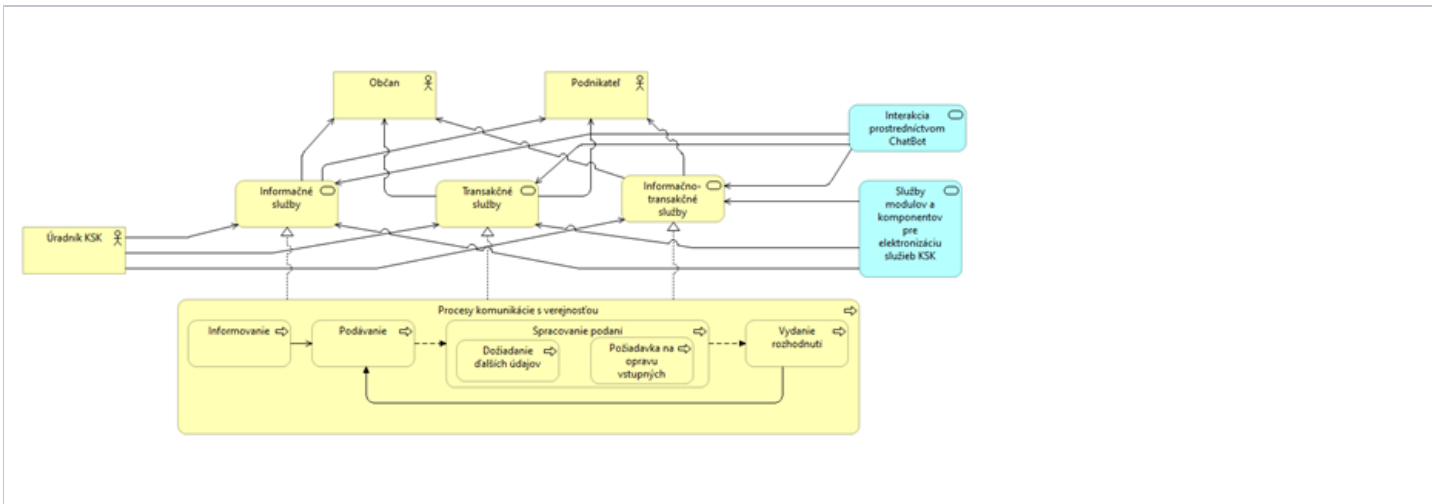 Občan
Podnikateľ
Interakcia
prostredníctvom
ChatBot
Informačné
služby
Transakčné
služby
Informačno-
transakčné
služby
Služby
modulov a
komponentov
pre
elektronizáciu
služieb KSK
Úradník KSK
Procesy komunikácie s verejnosťou
Informovanie
Podávanie
Spracovanie podaní
Dožiadanie
ďalších údajov
Požiadavka na
opravu
vstupných
Vydanie
rozhodnutí